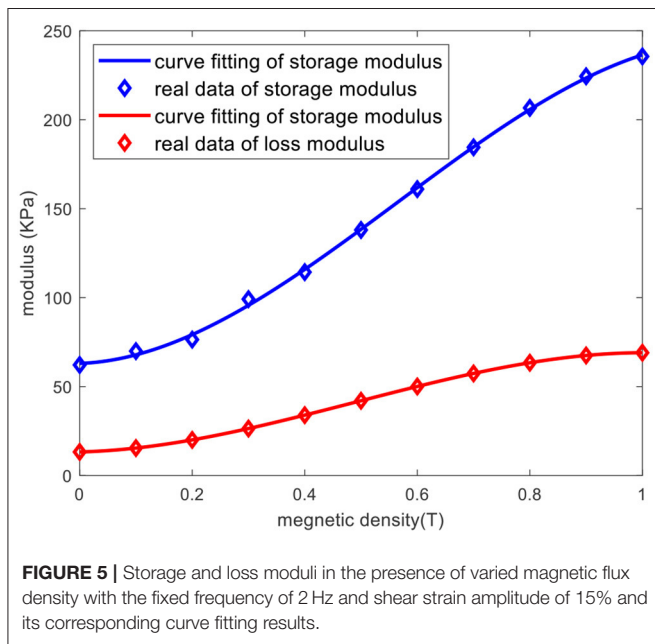 250
200
150
100
50
0
modulus (KPa)
curve fitting of storage modulus
real data of storage modulus
curve fitting of storage modulus
real data of loss modulus
0 0.2 0.4 0.6 0.8 1
megnetic density(T)
FIGURE 5 | Storage and loss moduli in the presence of varied magnetic flux
density with the fixed frequency of 2 Hz and shear strain amplitude of 15% and
its corresponding curve fitting results.